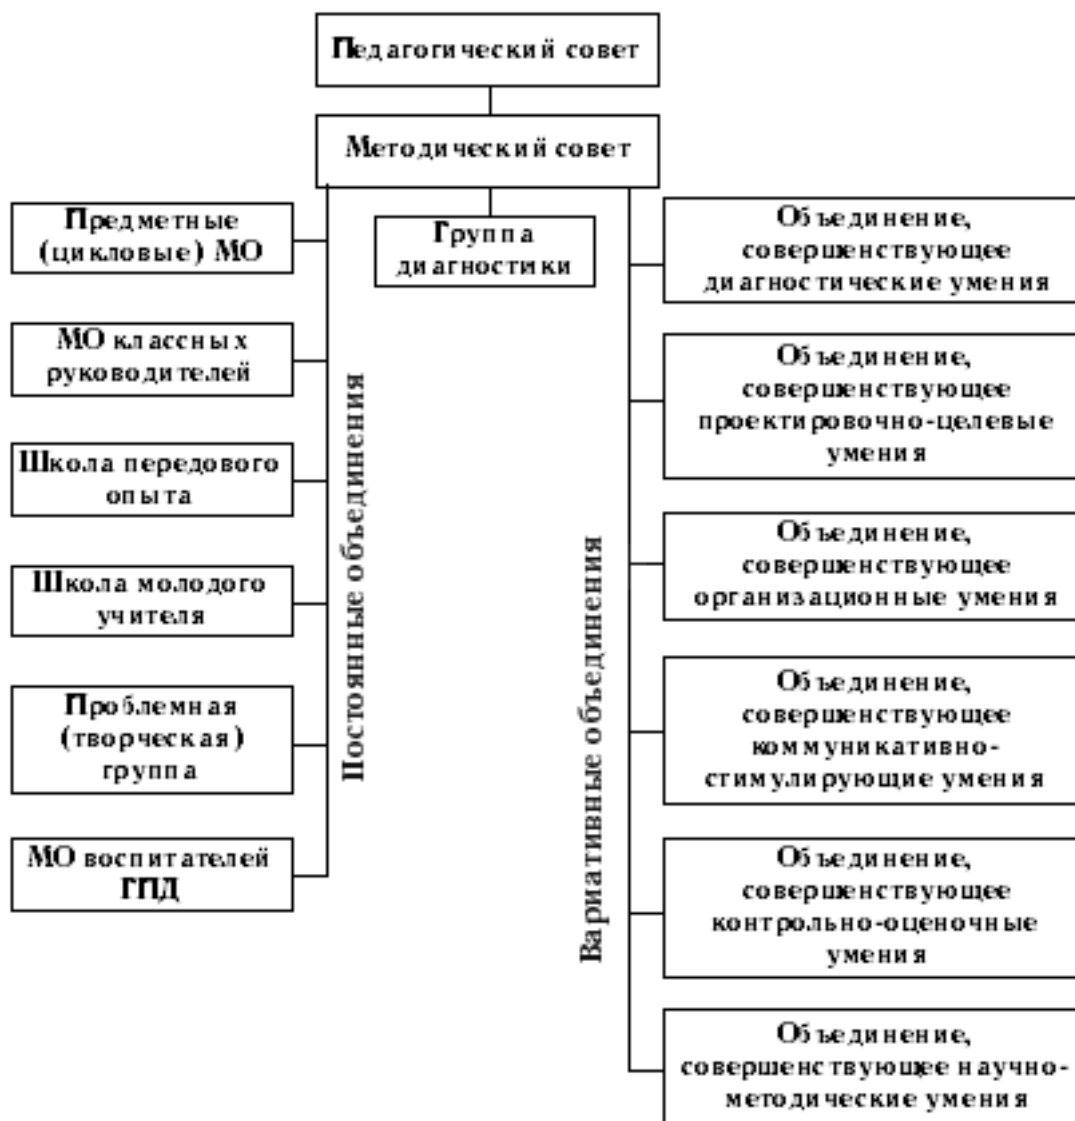 Педагогический совет
Методический совет
Группа
диагностики
Постоянные объединения
Предметные
(цикловые) МО
МО классных
руководителей
Школа передового
опыта
Школа молодого
учителя
Проблемная
(творческая)
группа
МО воспитателей
ГПД
Вариативные объединения
Объединение,
совершенствующее
диагностические умения
Объединение,
совершенствующее
проектировочно-целевые
умения
Объединение,
совершенствующее
организационные умения
Объединение,
совершенствующее
коммуникативно-
стимулирующие умения
Объединение,
совершенствующее
контрольно-оценочные
умения
Объединение,
совершенствующее научно-
методические умения